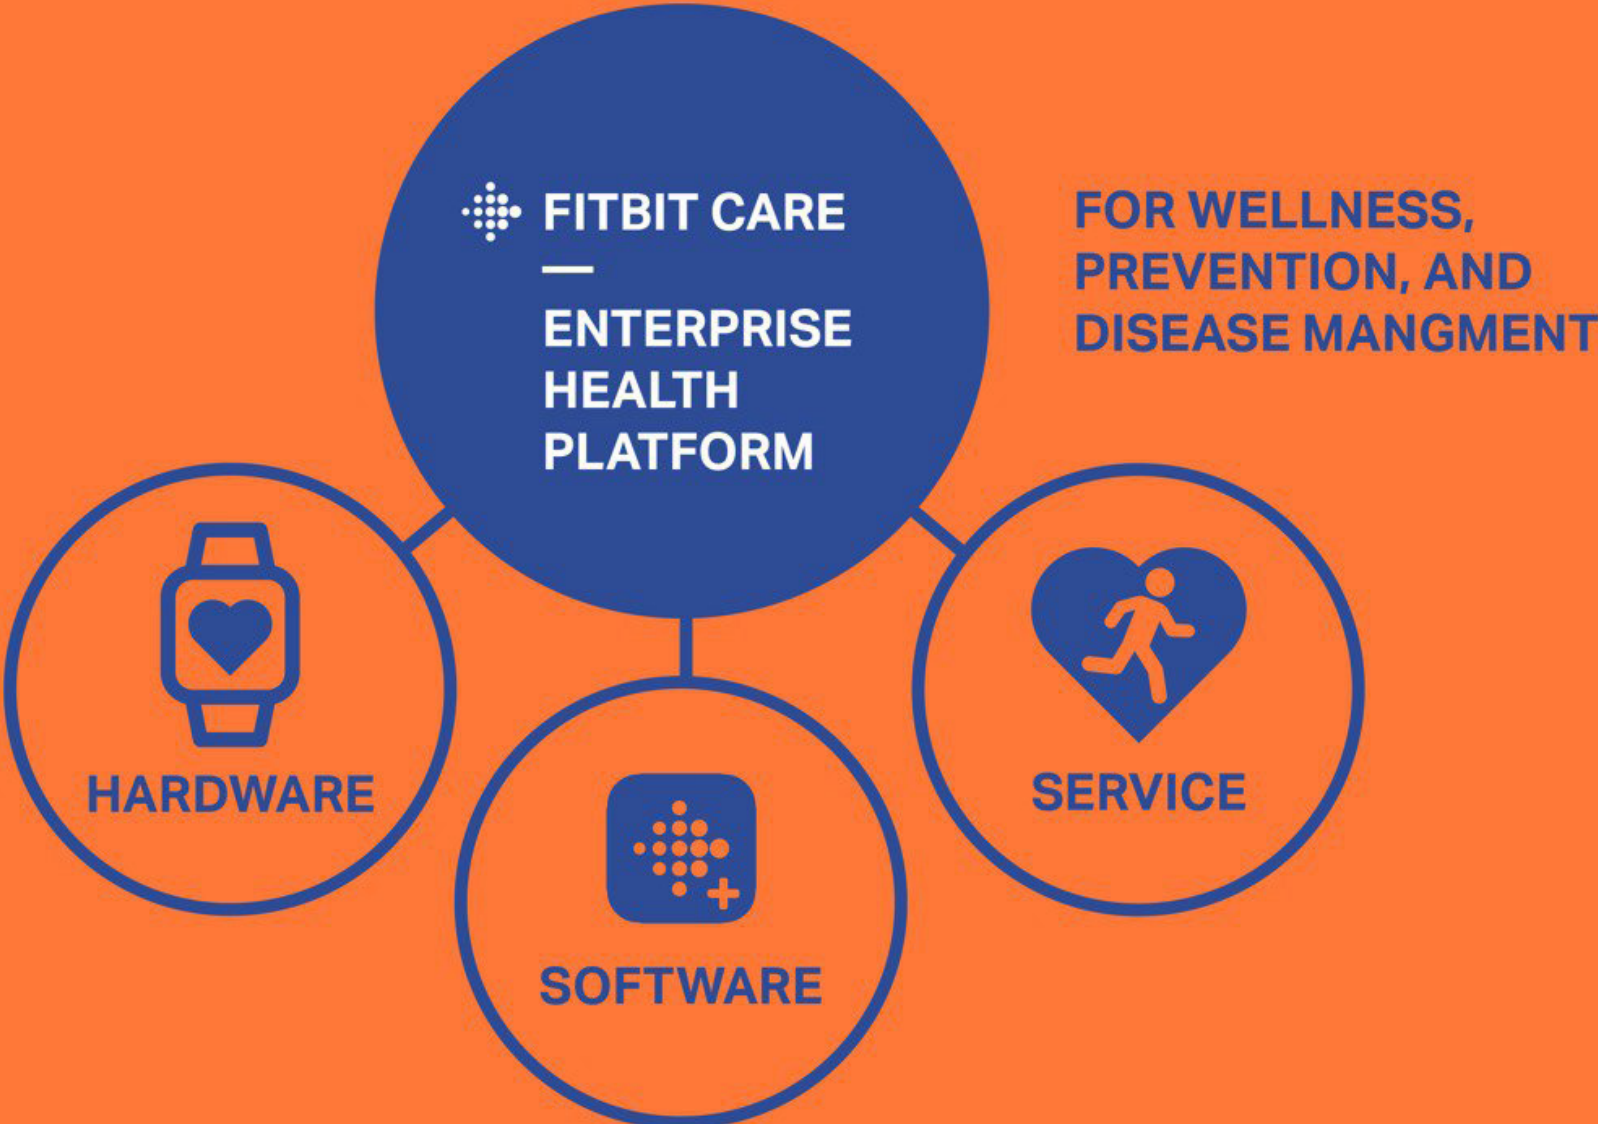 FITBIT CARE
ENTERPRISE
HEALTH
PLATFORM
FOR WELLNESS,
PREVENTION, AND
DISEASE MANGMENT
HARDWARE
SOFTWARE
SERVICE